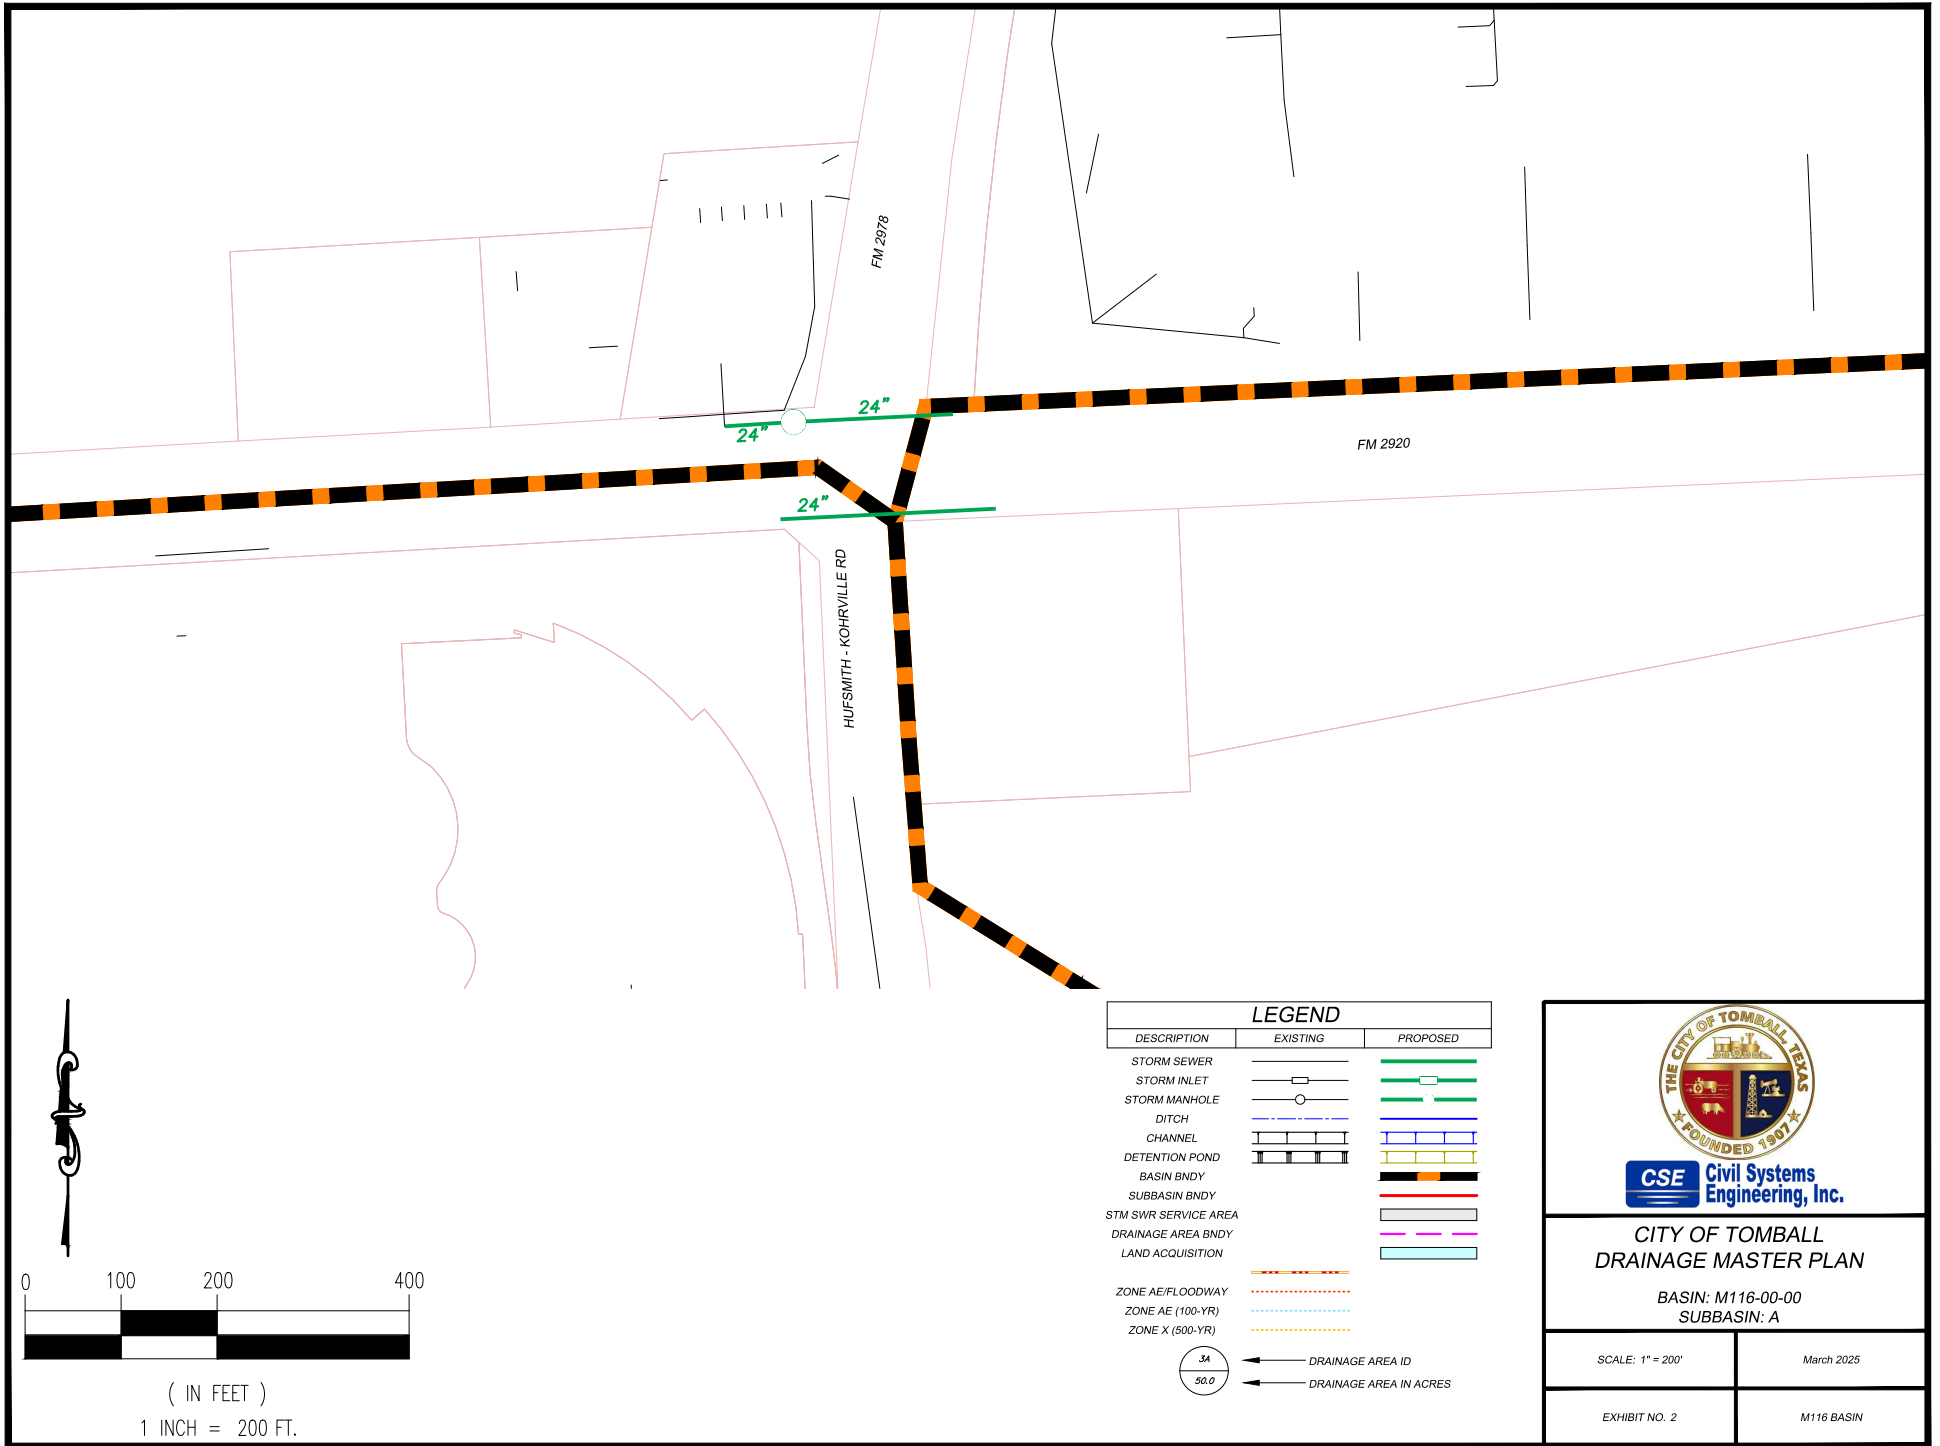 FM 2978
24"
24"
FM 2920
24"
HUFSMITH - KOHRVILLE RD
0 100 200 400
( IN FEET )
1 INCH = 200 FT.
LEGEND
DESCRIPTION EXISTING PROPOSED
STORM SEWER
STORM INLET
STORM MANHOLE
DITCH
CHANNEL
DETENTION POND
BASIN BNDY
SUBBASIN BNDY
STM SWR SERVICE AREA
DRAINAGE AREA BNDY
LAND ACQUISITION
ZONE AE/FLOODWAY
ZONE AE (100-YR)
ZONE X (500-YR)
3A DRAINAGE AREA ID
50.0 DRAINAGE AREA IN ACRES
THE CITY OF TOMBALL, TEXAS
FOUNDED 1907
CSE Civil Systems
Engineering, Inc.
CITY OF TOMBALL
DRAINAGE MASTER PLAN
BASIN: M116-00-00
SUBBASIN: A
SCALE: 1" = 200' March 2025
EXHIBIT NO. 2 M116 BASIN